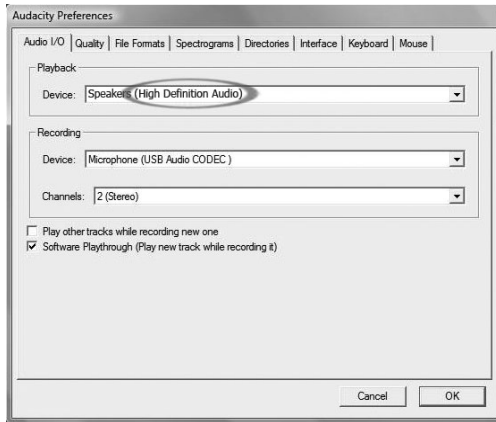 Audacity Preferences
Audio I/O Quality File Formats Spectrograms Directories Interface Keyboard Mouse
Playback
Device: Speakers (High Definition Audio)
Recording
Device: Microphone (USB Audio CODEC )
Channels: 2 (Stereo)
Play other tracks while recording new one
Software Playthrough (Play new track while recording it)
Cancel OK